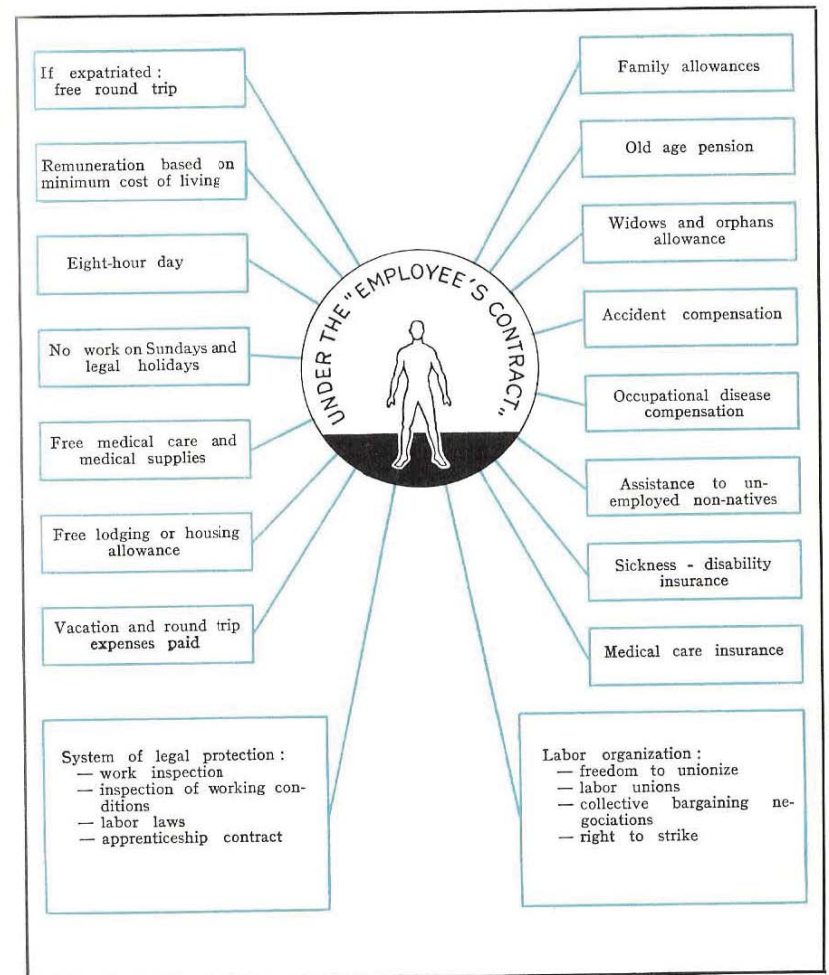 If expatriated :
free round trip
Remuneration based on
minimum cost of living
Eight-hour day
No work on Sundays and
legal holidays
Free medical care and
medical supplies
Free lodging or housing
allowance
Vacation and round trip
expenses paid
System of legal protection :
— work inspection
— inspection of working con-
ditions
— labor laws
— apprenticeship contract
UNDER THE "EMPLOYEE'S CONTRACT„
Family allowances
Old age pension
Widows and orphans
allowance
Accident compensation
Occupational disease
compensation
Assistance to un-
employed non-natives
Sickness - disability
insurance
Medical care insurance
Labor organization :
— freedom to unionize
— labor unions
— collective bargaining ne-
gociations
— right to strike